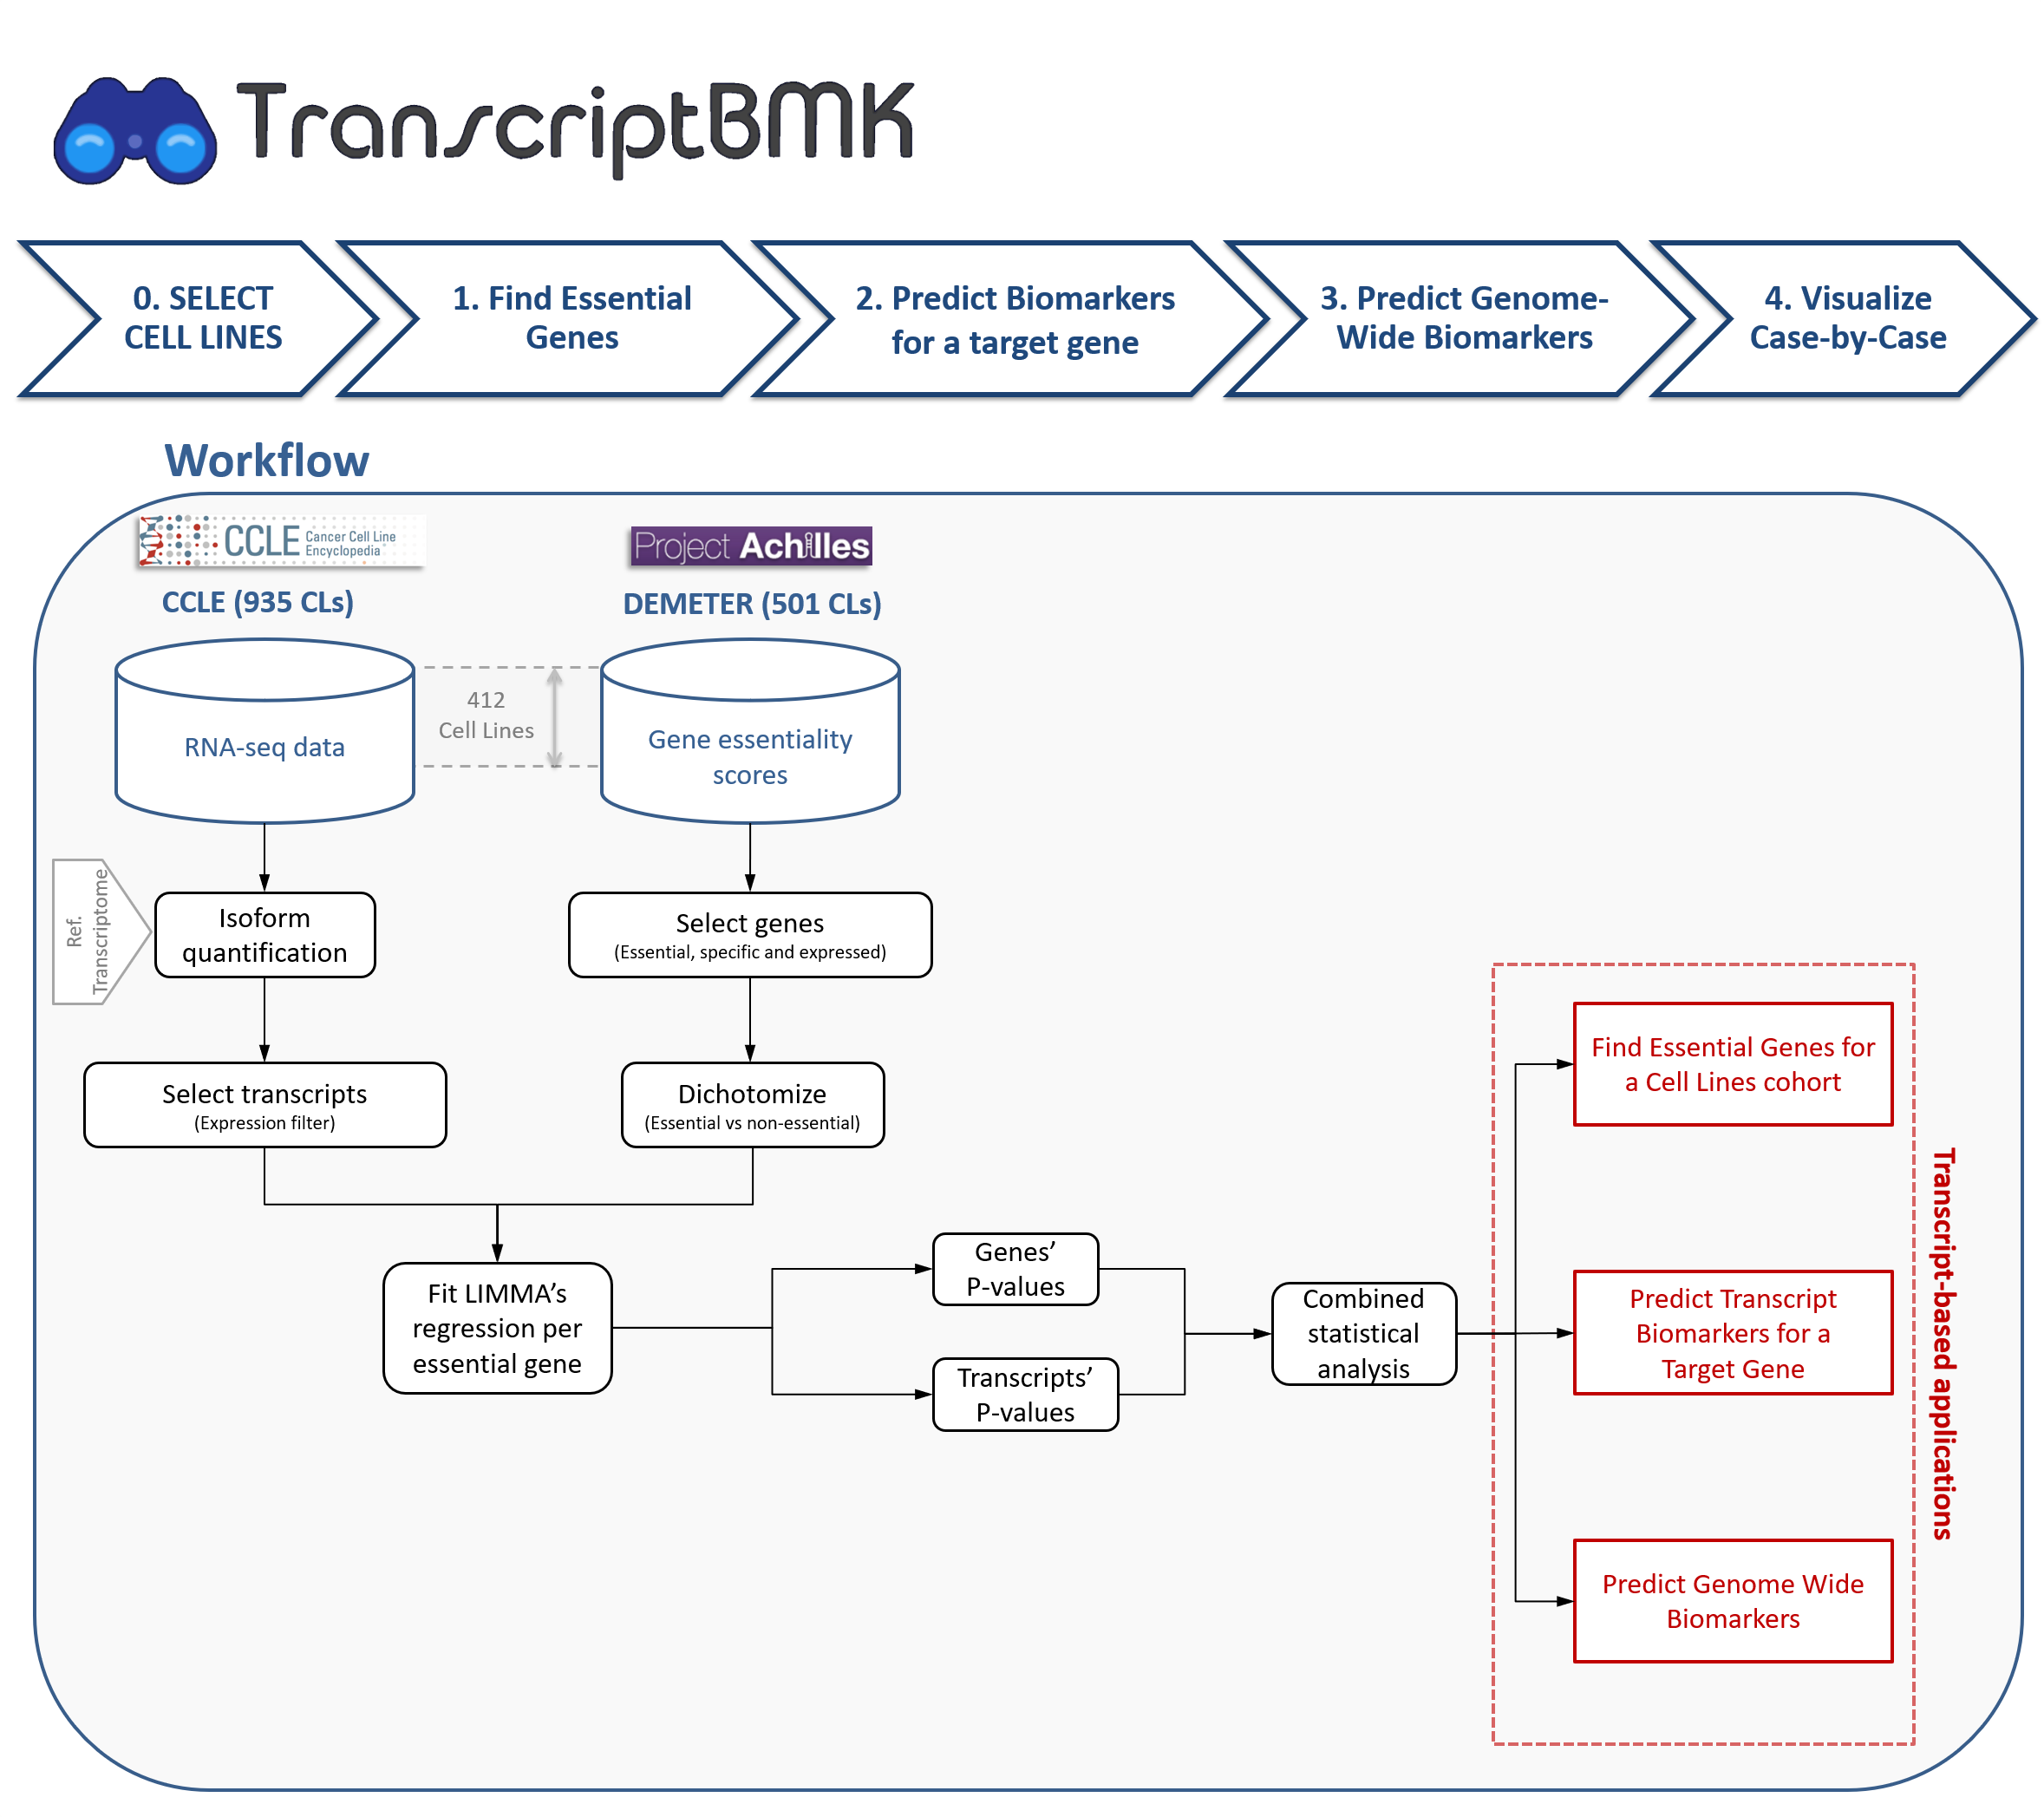 TranscriptBMK
0. SELECT
CELL LINES
1. Find Essential
Genes
2. Predict Biomarkers
for a target gene
3. Predict Genome-
Wide Biomarkers
4. Visualize
Case-by-Case
Workflow
CCLE Cancer Cell Line
Encyclopedia
Project Achilles
CCLE (935 CLs)
DEMETER (501 CLs)
RNA-seq data
412
Cell Lines
Gene essentiality
scores
Ref.
Transcriptome
Isoform
quantification
Select genes
(Essential, specific and expressed)
Select transcripts
(Expression filter)
Dichotomize
(Essential vs non-essential)
Fit LIMMA’s
regression per
essential gene
Genes’
P-values
Transcripts’
P-values
Combined
statistical
analysis
Find Essential Genes for
a Cell Lines cohort
Predict Transcript
Biomarkers for a
Target Gene
Predict Genome Wide
Biomarkers
Transcript-based applications